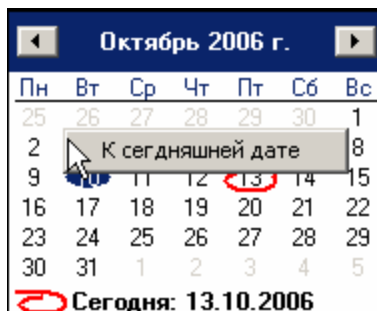 Октябрь 2006 г.
Пн Вт Ср Чт Пт Сб Вс
25 26 27 28 29 30 1
2 К сегдняшней дате 8
9 10 11 12 13 14 15
16 17 18 19 20 21 22
23 24 25 26 27 28 29
30 31 1 2 3 4 5
Сегодня: 13.10.2006